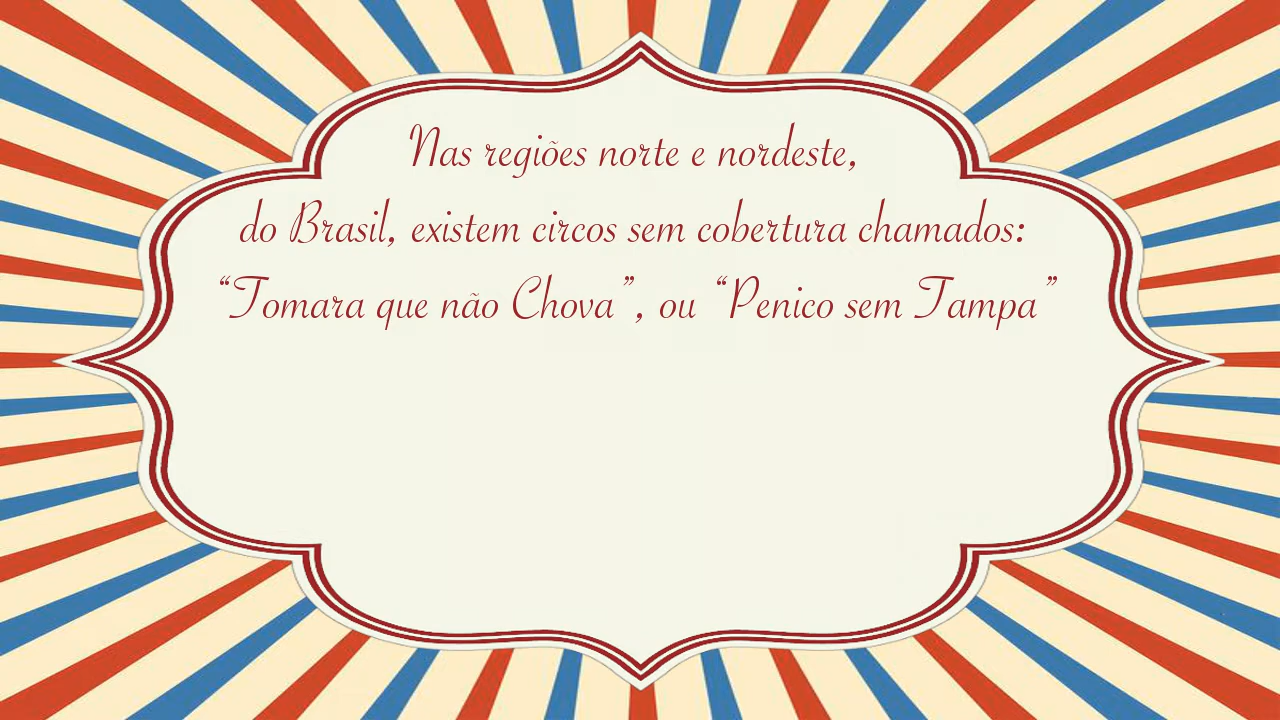 Nas regiões norte e nordeste,
do Brasil, existem circos sem cobertura chamados:
“Tomara que não Chova”, ou “Penico sem Tampa”